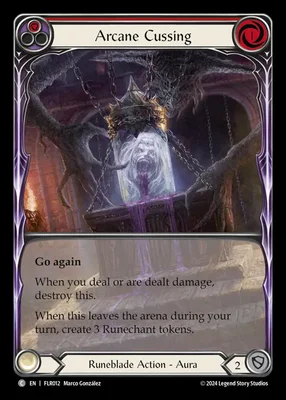 Arcane Cussing
Go again
When you deal or are dealt damage,
destroy this.
When this leaves the arena during your
turn, create 3 Runechant tokens.
Runeblade Action - Aura
2
C EN | FLR012 Marco González
© 2024 Legend Story Studios